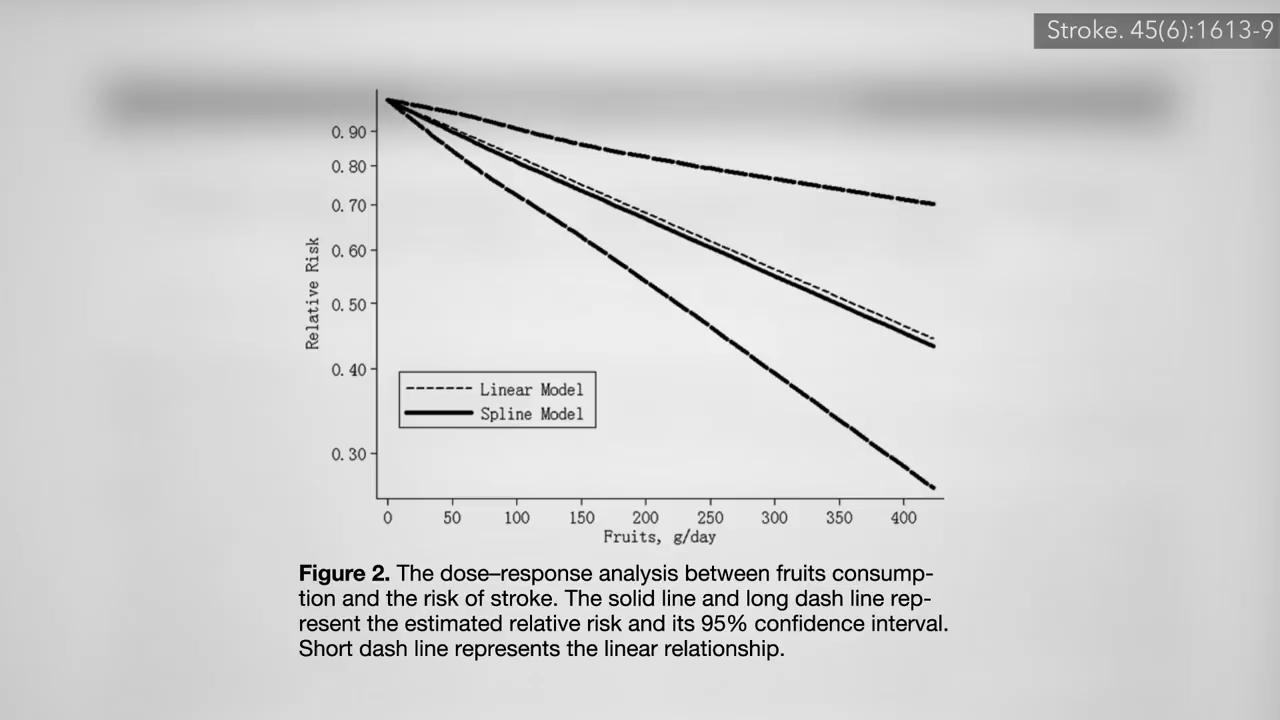 Stroke. 45(6):1613-9
0.90
0.80
0.70
0.60
0.50
0.40
0.30
Relative Risk
Linear Model
Spline Model
0 50 100 150 200 250 300 350 400
Fruits, g/day
Figure 2. The dose–response analysis between fruits consump-
tion and the risk of stroke. The solid line and long dash line rep-
resent the estimated relative risk and its 95% confidence interval.
Short dash line represents the linear relationship.